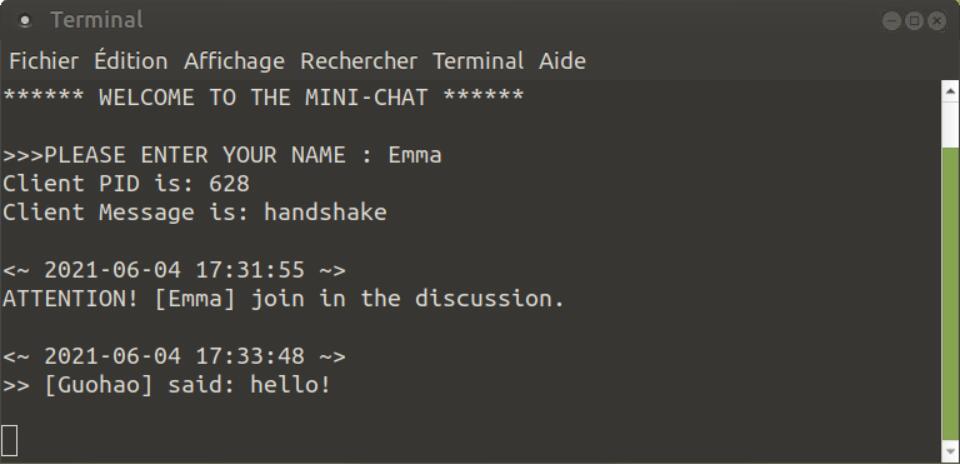 Terminal
Fichier Édition Affichage Rechercher Terminal Aide
****** WELCOME TO THE MINI-CHAT ******
>>>PLEASE ENTER YOUR NAME : Emma
Client PID is: 628
Client Message is: handshake
<~ 2021-06-04 17:31:55 ~>
ATTENTION! [Emma] join in the discussion.
<~ 2021-06-04 17:33:48 ~>
>> [Guohao] said: hello!